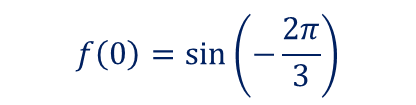 f(0) = sin(-2π/3)